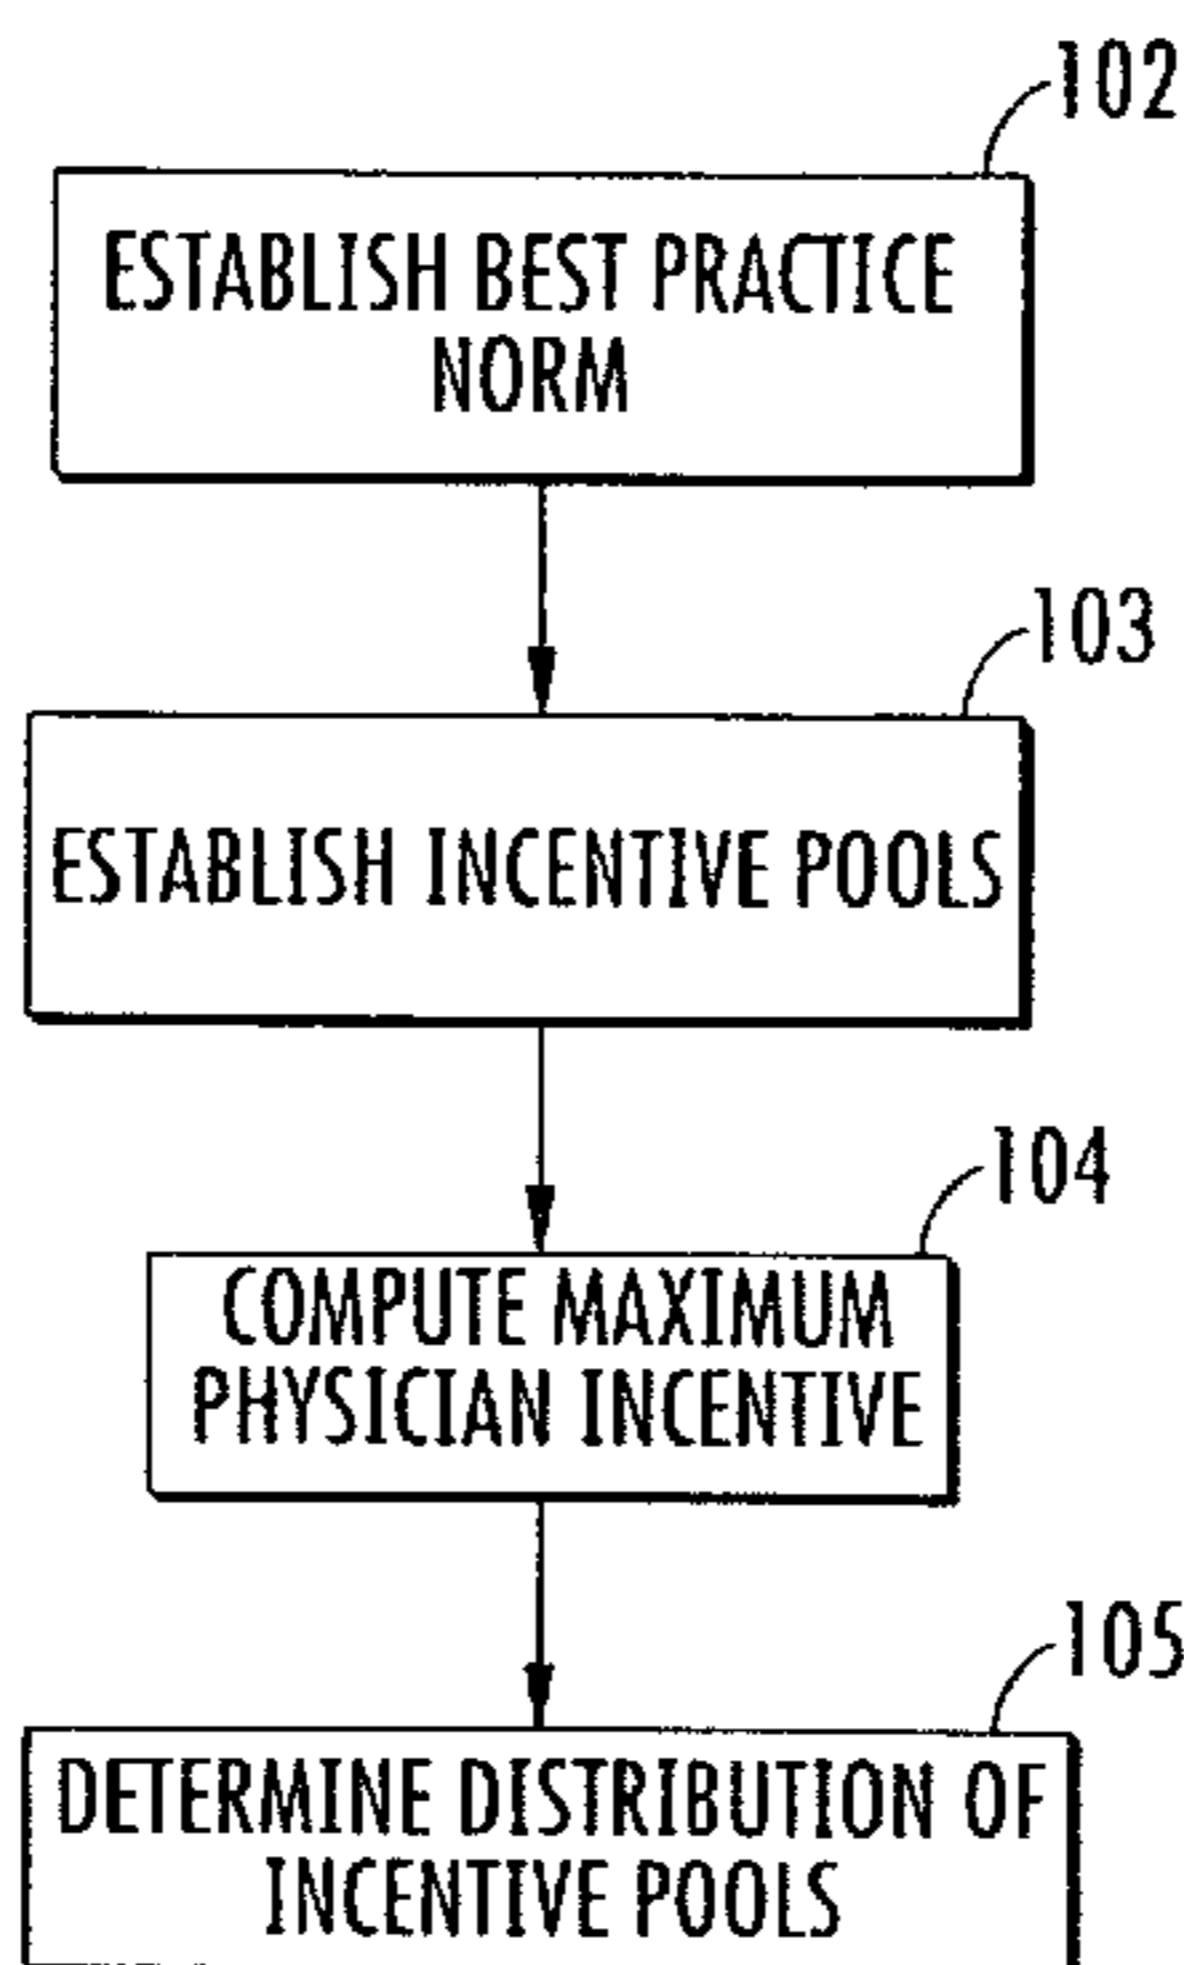 102
ESTABLISH BEST PRACTICE
NORM
103
ESTABLISH INCENTIVE POOLS
104
COMPUTE MAXIMUM
PHYSICIAN INCENTIVE
105
DETERMINE DISTRIBUTION OF
INCENTIVE POOLS